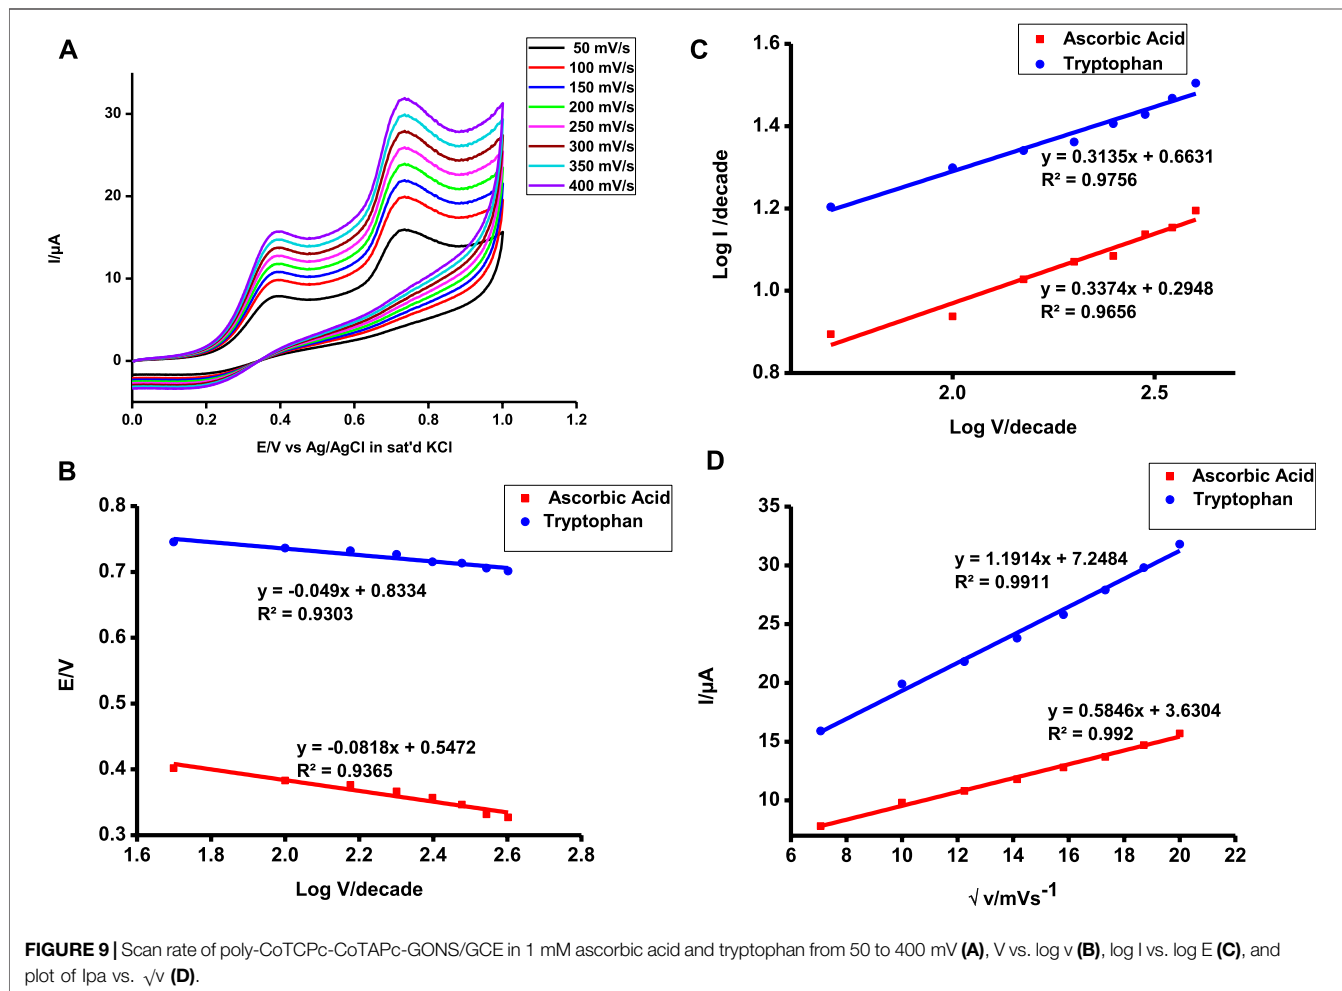 A
50 mV/s
100 mV/s
150 mV/s
200 mV/s
250 mV/s
300 mV/s
350 mV/s
400 mV/s
30
20
10
0
I/µA
0.0 0.2 0.4 0.6 0.8 1.0 1.2
E/V vs Ag/AgCl in sat'd KCl
C
Ascorbic Acid
Tryptophan
1.6
1.4
1.2
1.0
0.8
Log I /decade
y = 0.3135x + 0.6631
R² = 0.9756
y = 0.3374x + 0.2948
R² = 0.9656
2.0 2.5
Log V/decade
B
Ascorbic Acid
Tryptophan
0.8
0.7
0.6
0.5
0.4
0.3
E/V
y = -0.049x + 0.8334
R² = 0.9303
y = -0.0818x + 0.5472
R² = 0.9365
1.6 1.8 2.0 2.2 2.4 2.6 2.8
Log V/decade
D
Ascorbic Acid
Tryptophan
35
30
25
20
15
10
I/µA
y = 1.1914x + 7.2484
R² = 0.9911
y = 0.5846x + 3.6304
R² = 0.992
6 8 10 12 14 16 18 20 22
√ v/mVs⁻¹
FIGURE 9 | Scan rate of poly-CoTCPc-CoTAPc-GONS/GCE in 1 mM ascorbic acid and tryptophan from 50 to 400 mV (A), V vs. log v (B), log I vs. log E (C), and
plot of Ipa vs. √v (D).